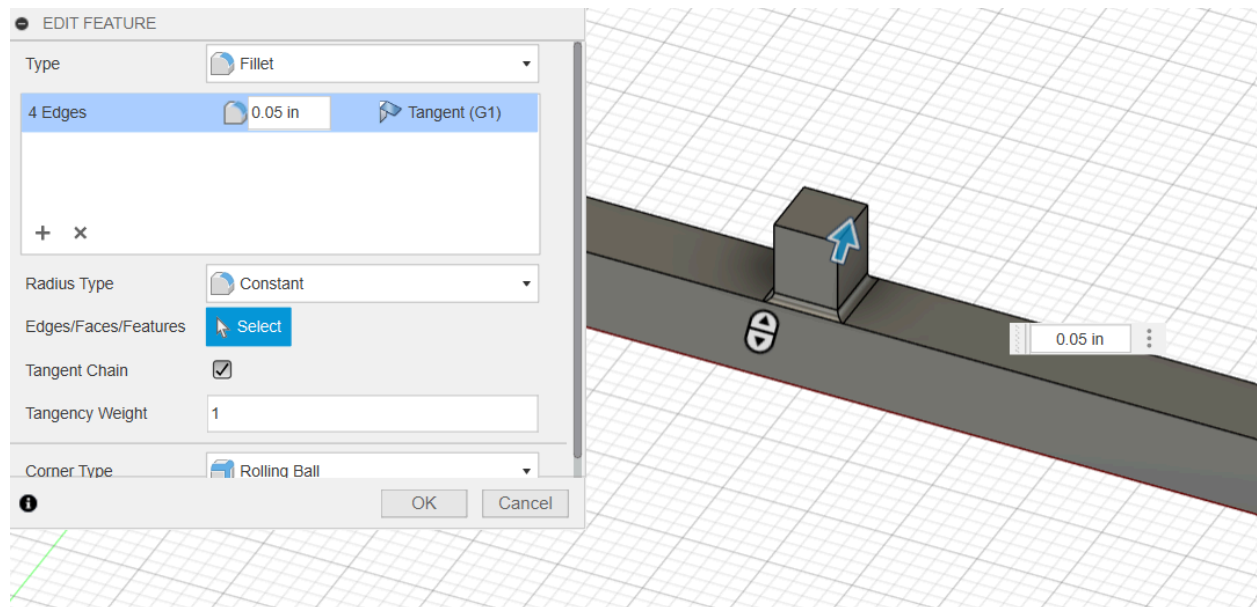 EDIT FEATURE
Type Fillet
4 Edges 0.05 in Tangent (G1)
Radius Type Constant
Edges/Faces/Features Select
0.05 in
Tangent Chain
Tangency Weight 1
Corner Type Rolling Ball
OK Cancel